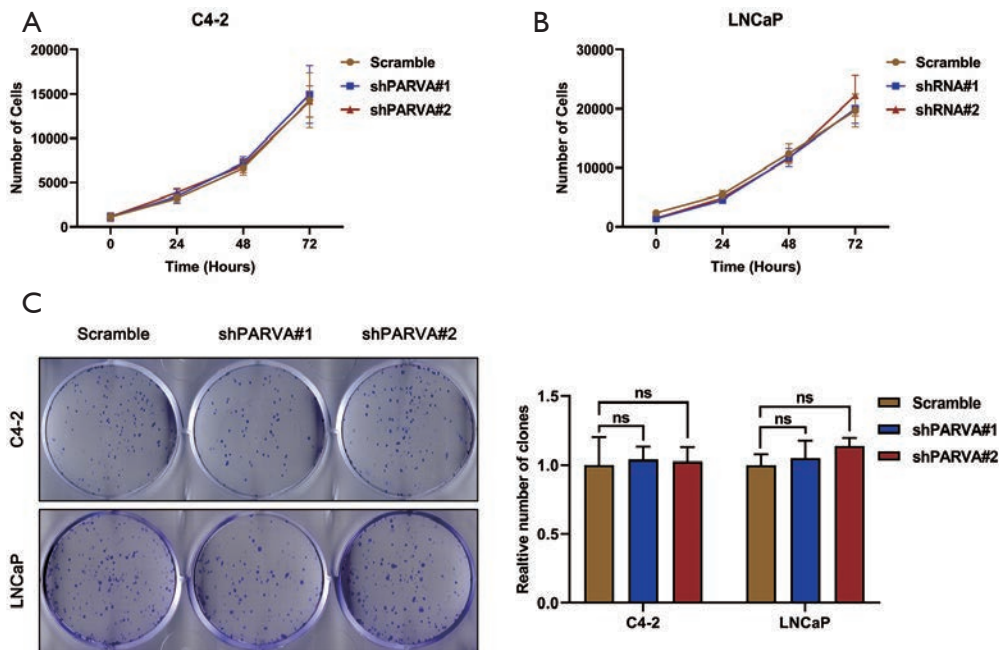 A
C4-2
Number of Cells
20000
15000
10000
5000
0
0 24 48 72
Time (Hours)
Scramble
shPARVA#1
shPARVA#2
B
LNCaP
Number of Cells
30000
20000
10000
0
0 24 48 72
Time (Hours)
Scramble
shRNA#1
shRNA#2
C
Scramble shPARVA#1 shPARVA#2
C4-2
LNCaP
Realtive number of clones
1.5
1.0
0.5
0.0
ns
ns
ns
ns
C4-2 LNCaP
Scramble
shPARVA#1
shPARVA#2